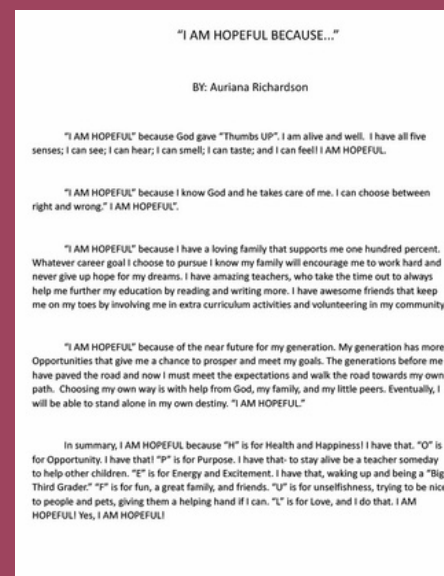 "I AM HOPEFUL BECAUSE..."
BY: Auriana Richardson
"I AM HOPEFUL" because God gave "Thumbs UP". I am alive and well. I have all five
senses; I can see; I can hear; I can smell; I can taste; and I can feel! I AM HOPEFUL.
"I AM HOPEFUL" because I know God and he takes care of me. I can choose between
right and wrong." I AM HOPEFUL".
"I AM HOPEFUL" because I have a loving family that supports me one hundred percent.
Whatever career goal I choose to pursue I know my family will encourage me to work hard and
never give up hope for my dreams. I have amazing teachers, who take the time out to always
help me further my education by reading and writing more. I have awesome friends that keep
me on my toes by involving me in extra curriculum activities and volunteering in my community
"I AM HOPEFUL" because of the near future for my generation. My generation has more
Opportunities that give me a chance to prosper and meet my goals. The generations before me
have paved the road and now I must meet the expectations and walk the road towards my own
path. Choosing my own way is with help from God, my family, and my little peers. Eventually, I
will be able to stand alone in my own destiny. "I AM HOPEFUL."
In summary, I AM HOPEFUL because "H" is for Health and Happiness! I have that. "O" is
for Opportunity. I have that! "P" is for Purpose. I have that- to stay alive be a teacher someday
to help other children. "E" is for Energy and Excitement. I have that, waking up and being a "Big
Third Grader." "F" is for fun, a great family, and friends. "U" is for unselfishness, trying to be nice
to people and pets, giving them a helping hand if I can. "L" is for Love, and I do that. I AM
HOPEFUL! Yes, I AM HOPEFUL!